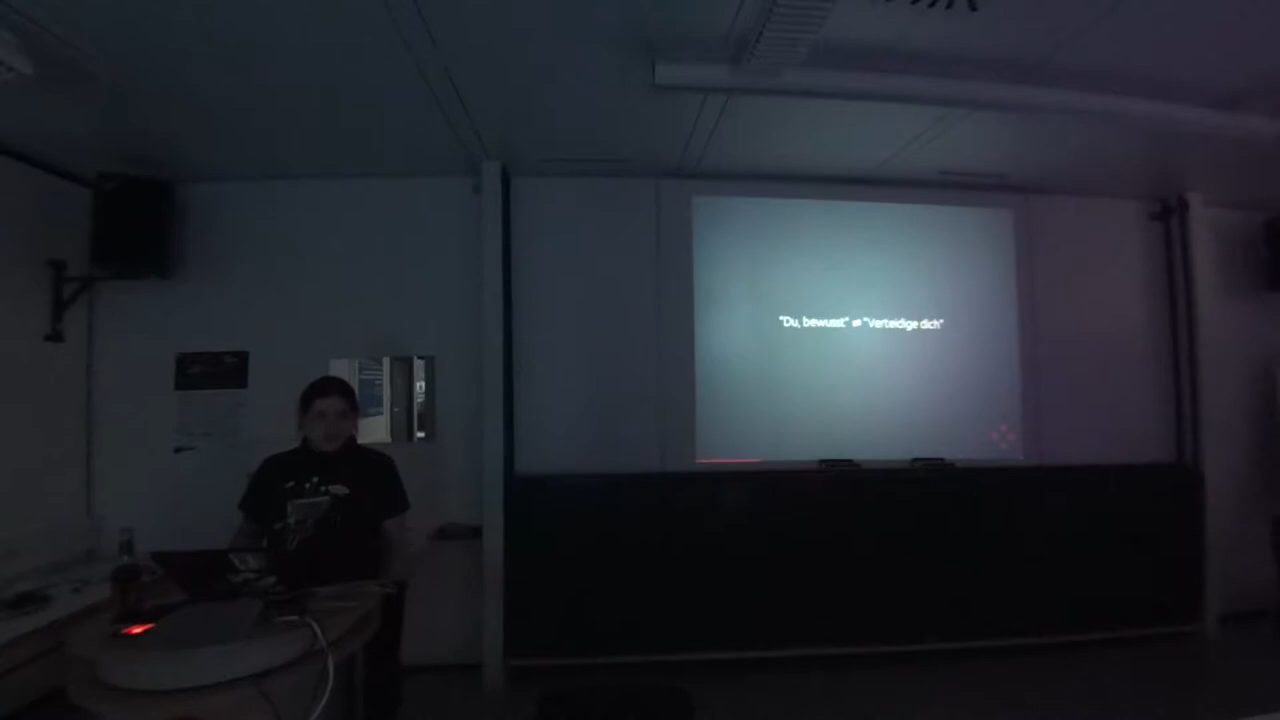 "Du, bewusst" ⇌ "Verteidige dich"